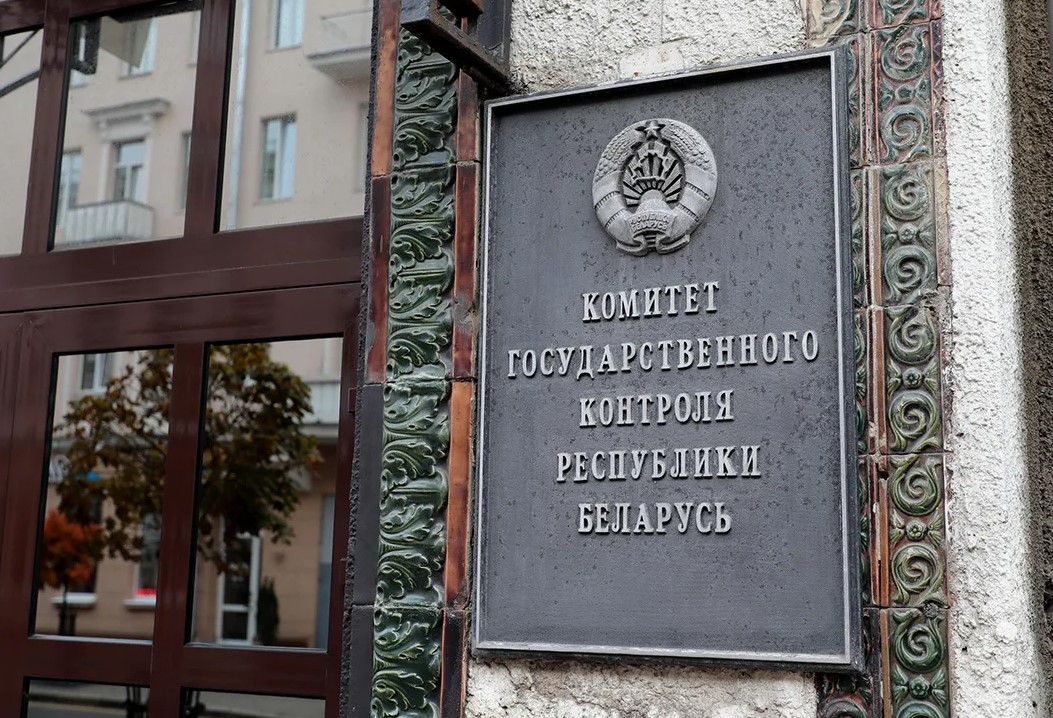 КОМИТЕТ
ГОСУДАРСТВЕННОГО
КОНТРОЛЯ
РЕСПУБЛИКИ
БЕЛАРУСЬ